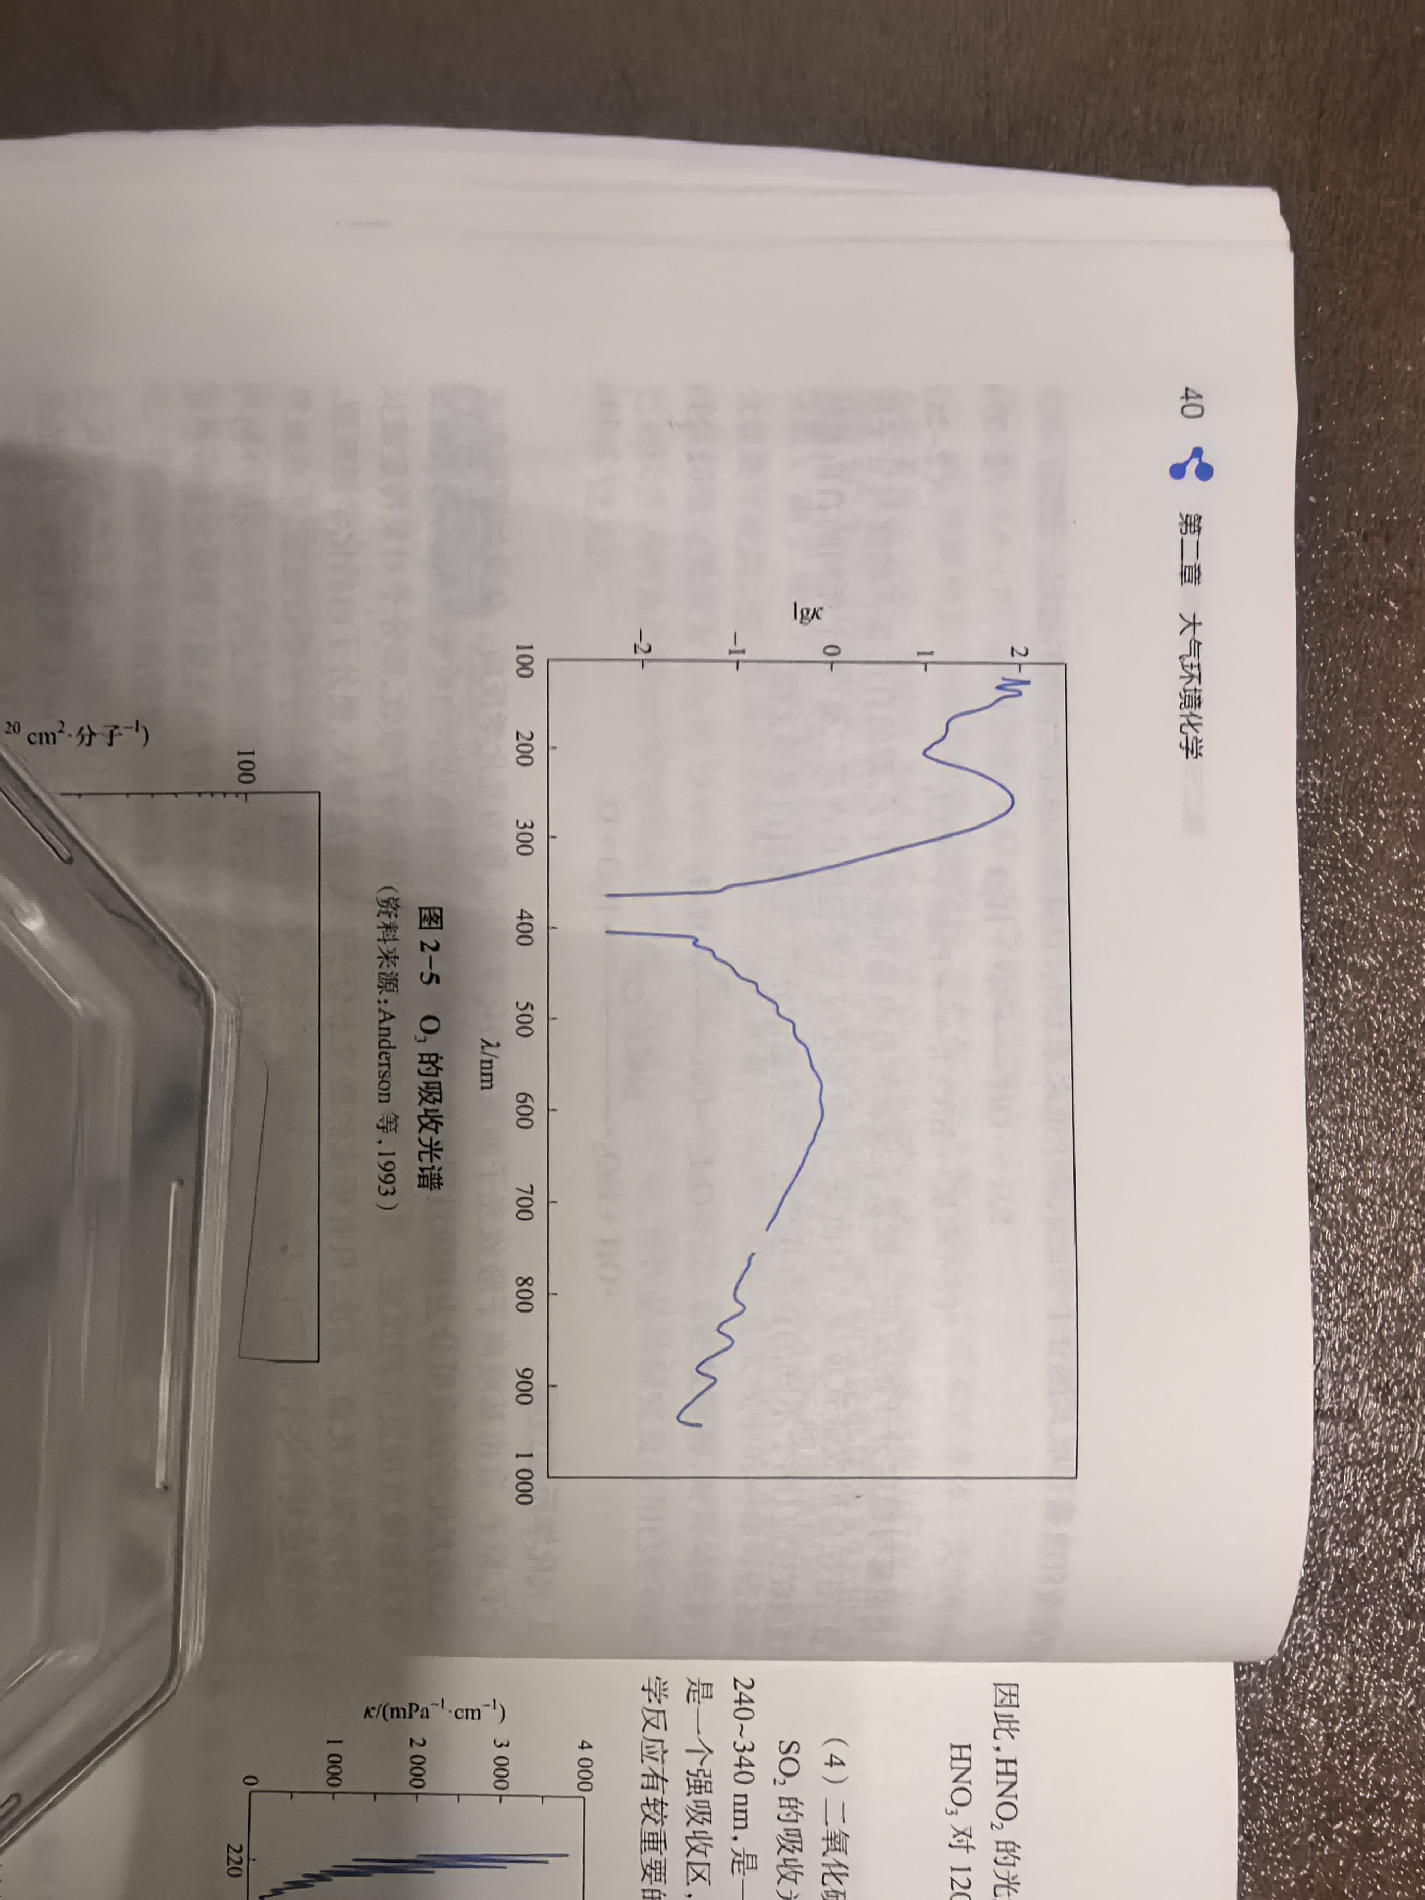 40 第二章 大气环境化学
lgκ
2
1
0
-1
-2
100 200 300 400 500 600 700 800 900 1 000
λ/nm
图 2-5 O₃ 的吸收光谱
(资料来源:Anderson 等,1993)
100
²⁰ cm²·分子⁻¹)
因此,HNO₂ 的光
HNO₃ 对 120
(4)二氧化硫
SO₂ 的吸收光
240~340 nm,是一
是一个强吸收区,
学反应有较重要的
4 000
3 000
2 000
1 000
0
κ/(mPa⁻¹·cm⁻¹)
220